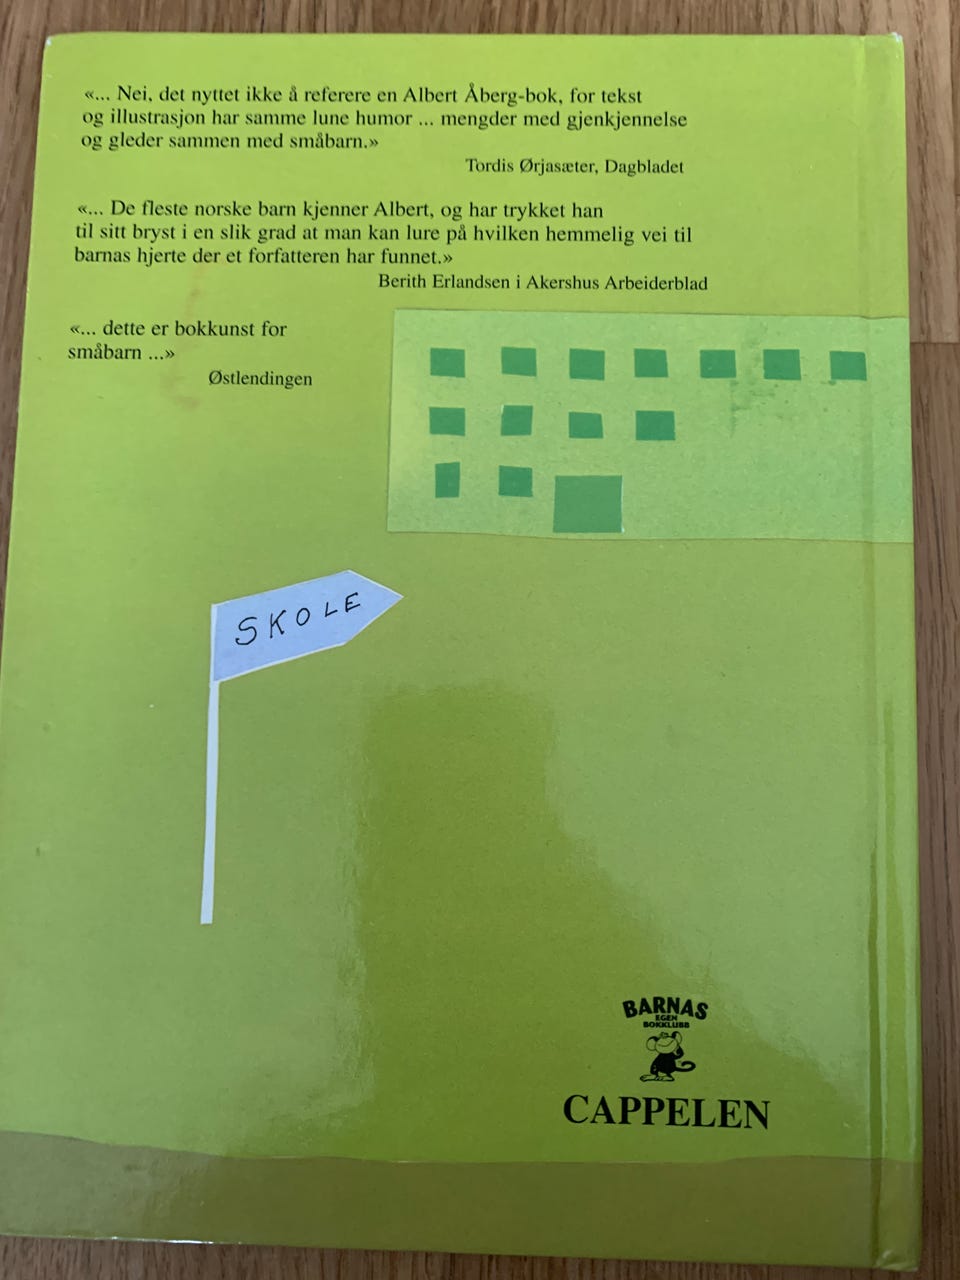 «... Nei, det nyttet ikke å referere en Albert Åberg-bok, for tekst
og illustrasjon har samme lune humor ... mengder med gjenkjennelse
og gleder sammen med småbarn.»
Tordis Ørjasæter, Dagbladet
«... De fleste norske barn kjenner Albert, og har trykket han
til sitt bryst i en slik grad at man kan lure på hvilken hemmelig vei til
barnas hjerte der et forfatteren har funnet.»
Berith Erlandsen i Akershus Arbeiderblad
«... dette er bokkunst for
småbarn ...»
Østlendingen
SKOLE
BARNAS
EGEN
BOKKLUBB
CAPPELEN